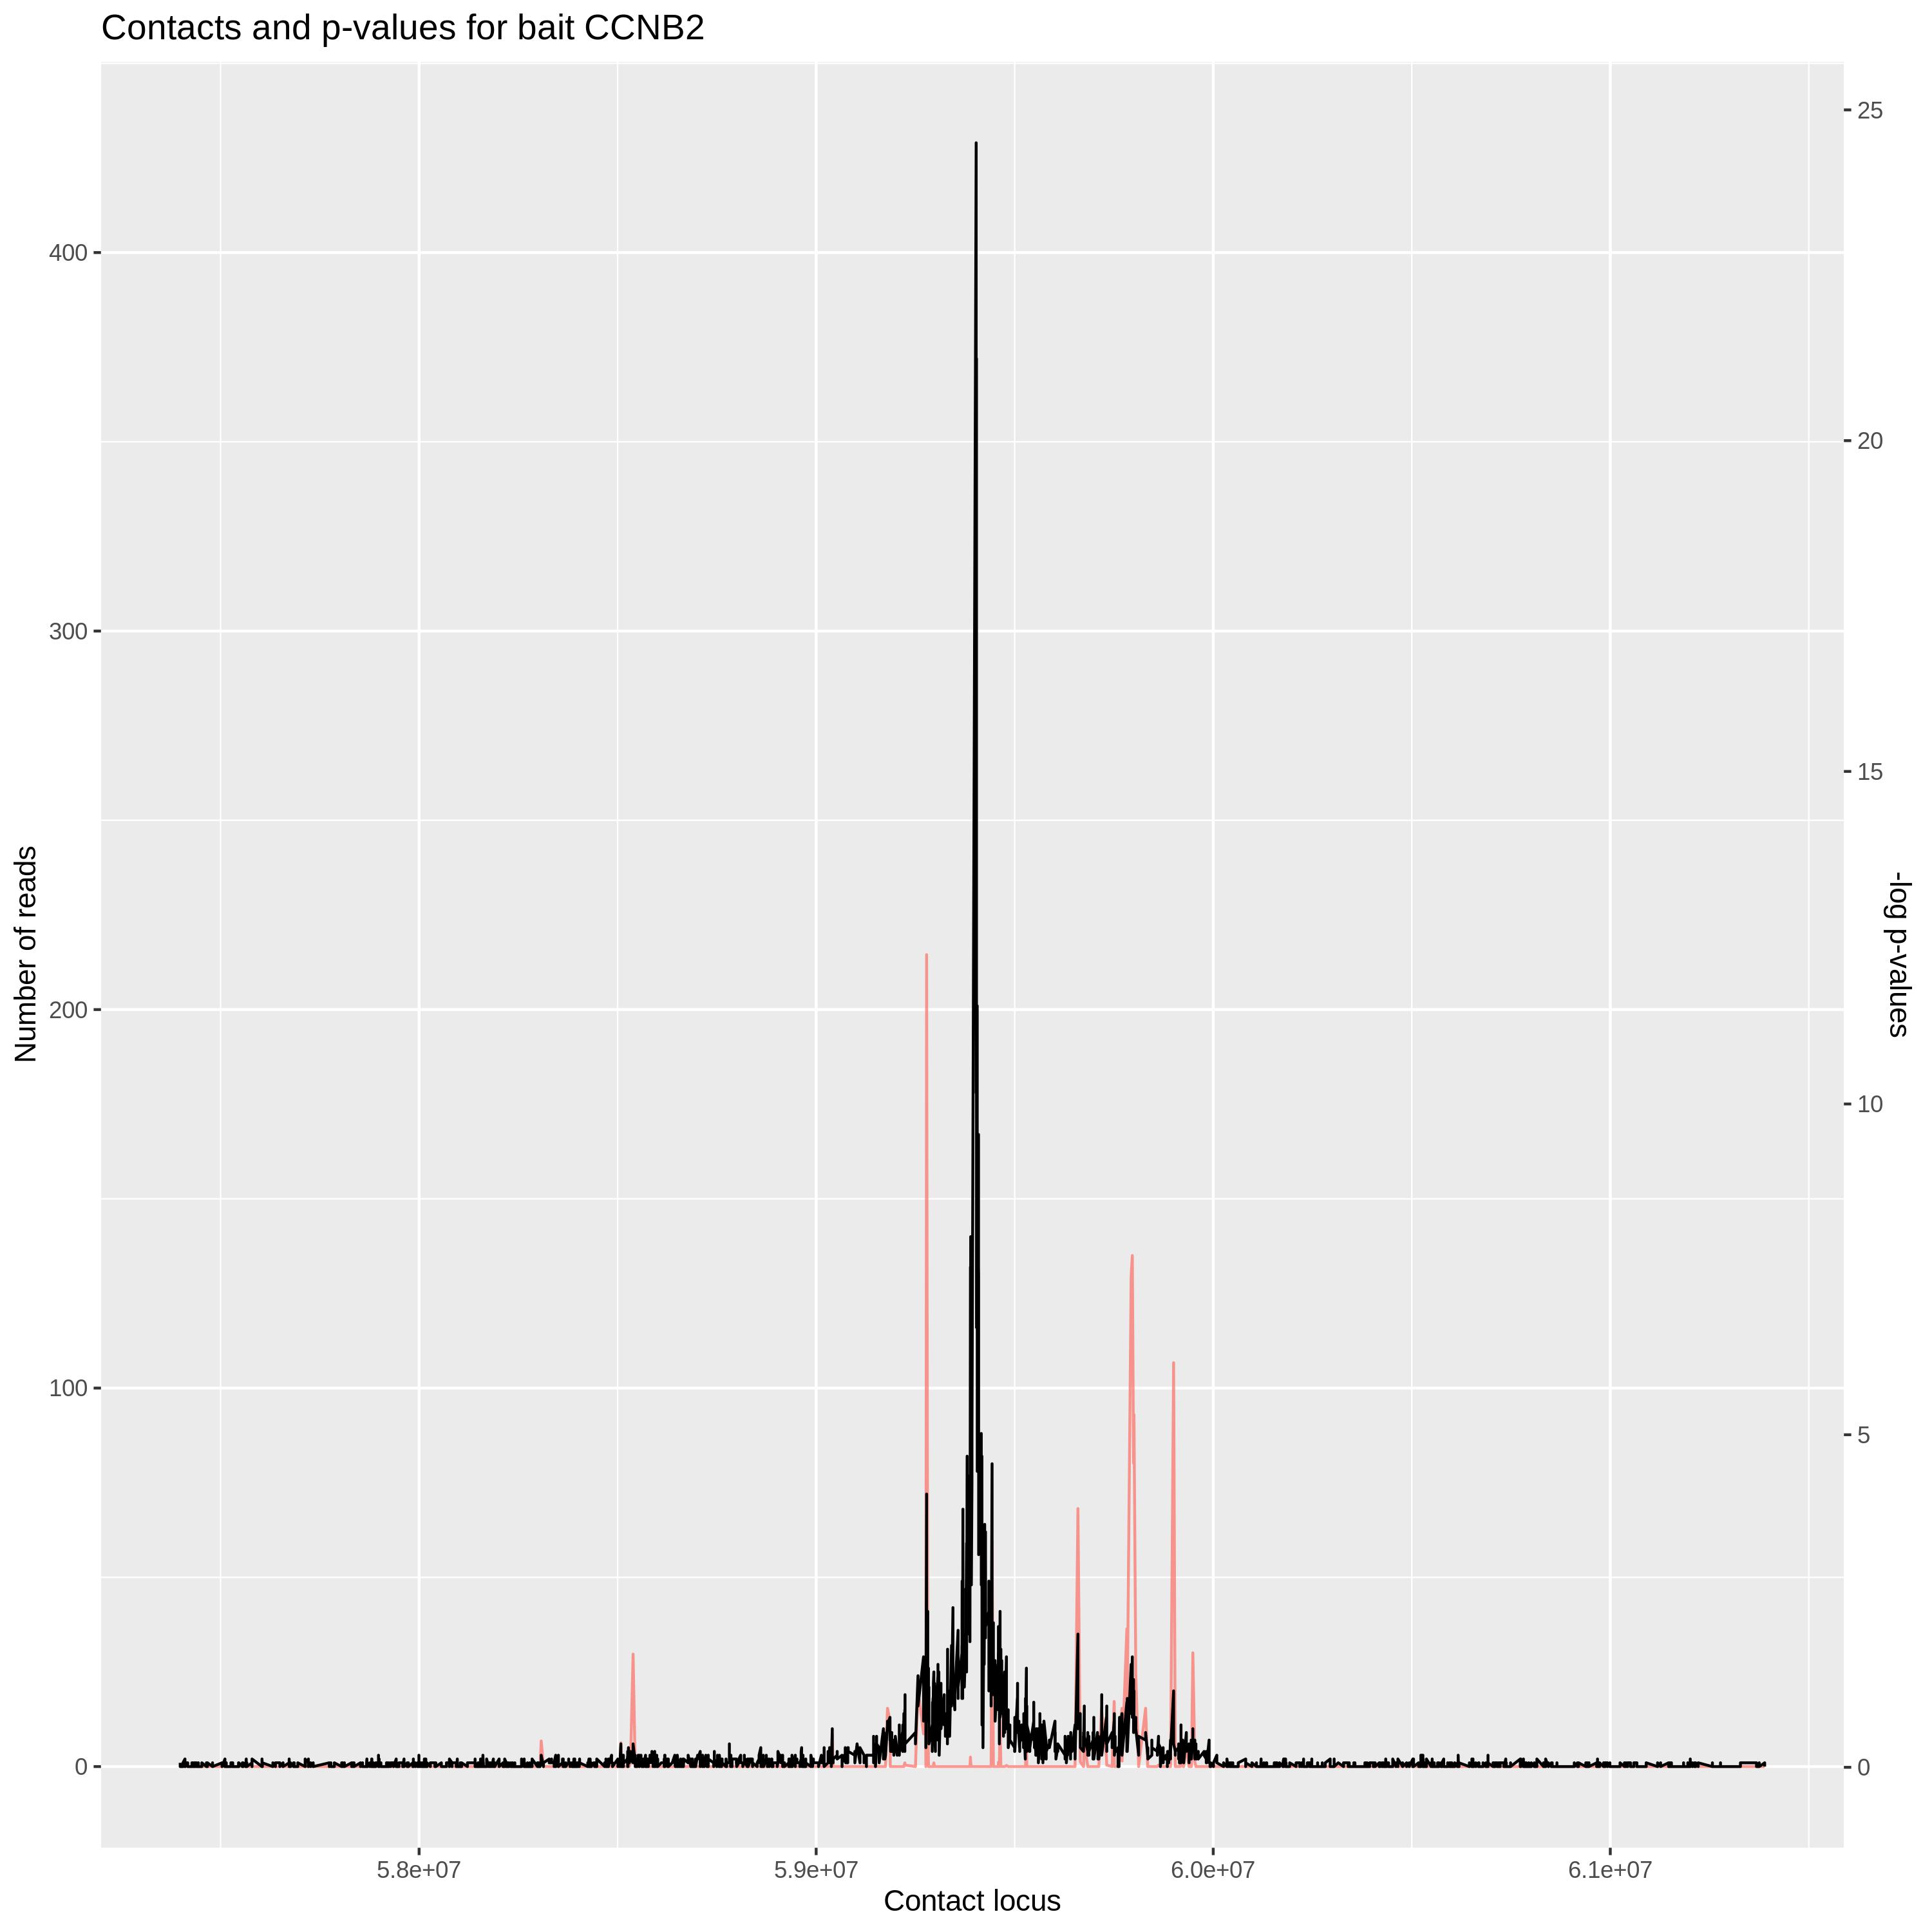 Contacts and p-values for bait CCNB2
400
300
200
100
0
Number of reads
25
20
15
10
5
0
-log p-values
5.8e+07 5.9e+07 6.0e+07 6.1e+07
Contact locus